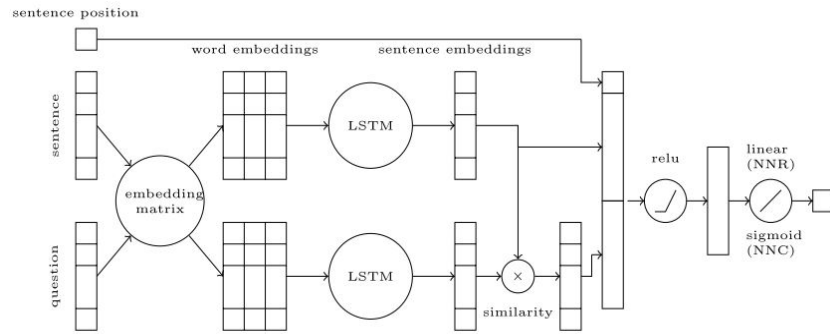 sentence position
word embeddings
sentence embeddings
sentence
LSTM
embedding
matrix
relu
linear
(NNR)
sigmoid
(NNC)
question
LSTM
×
similarity